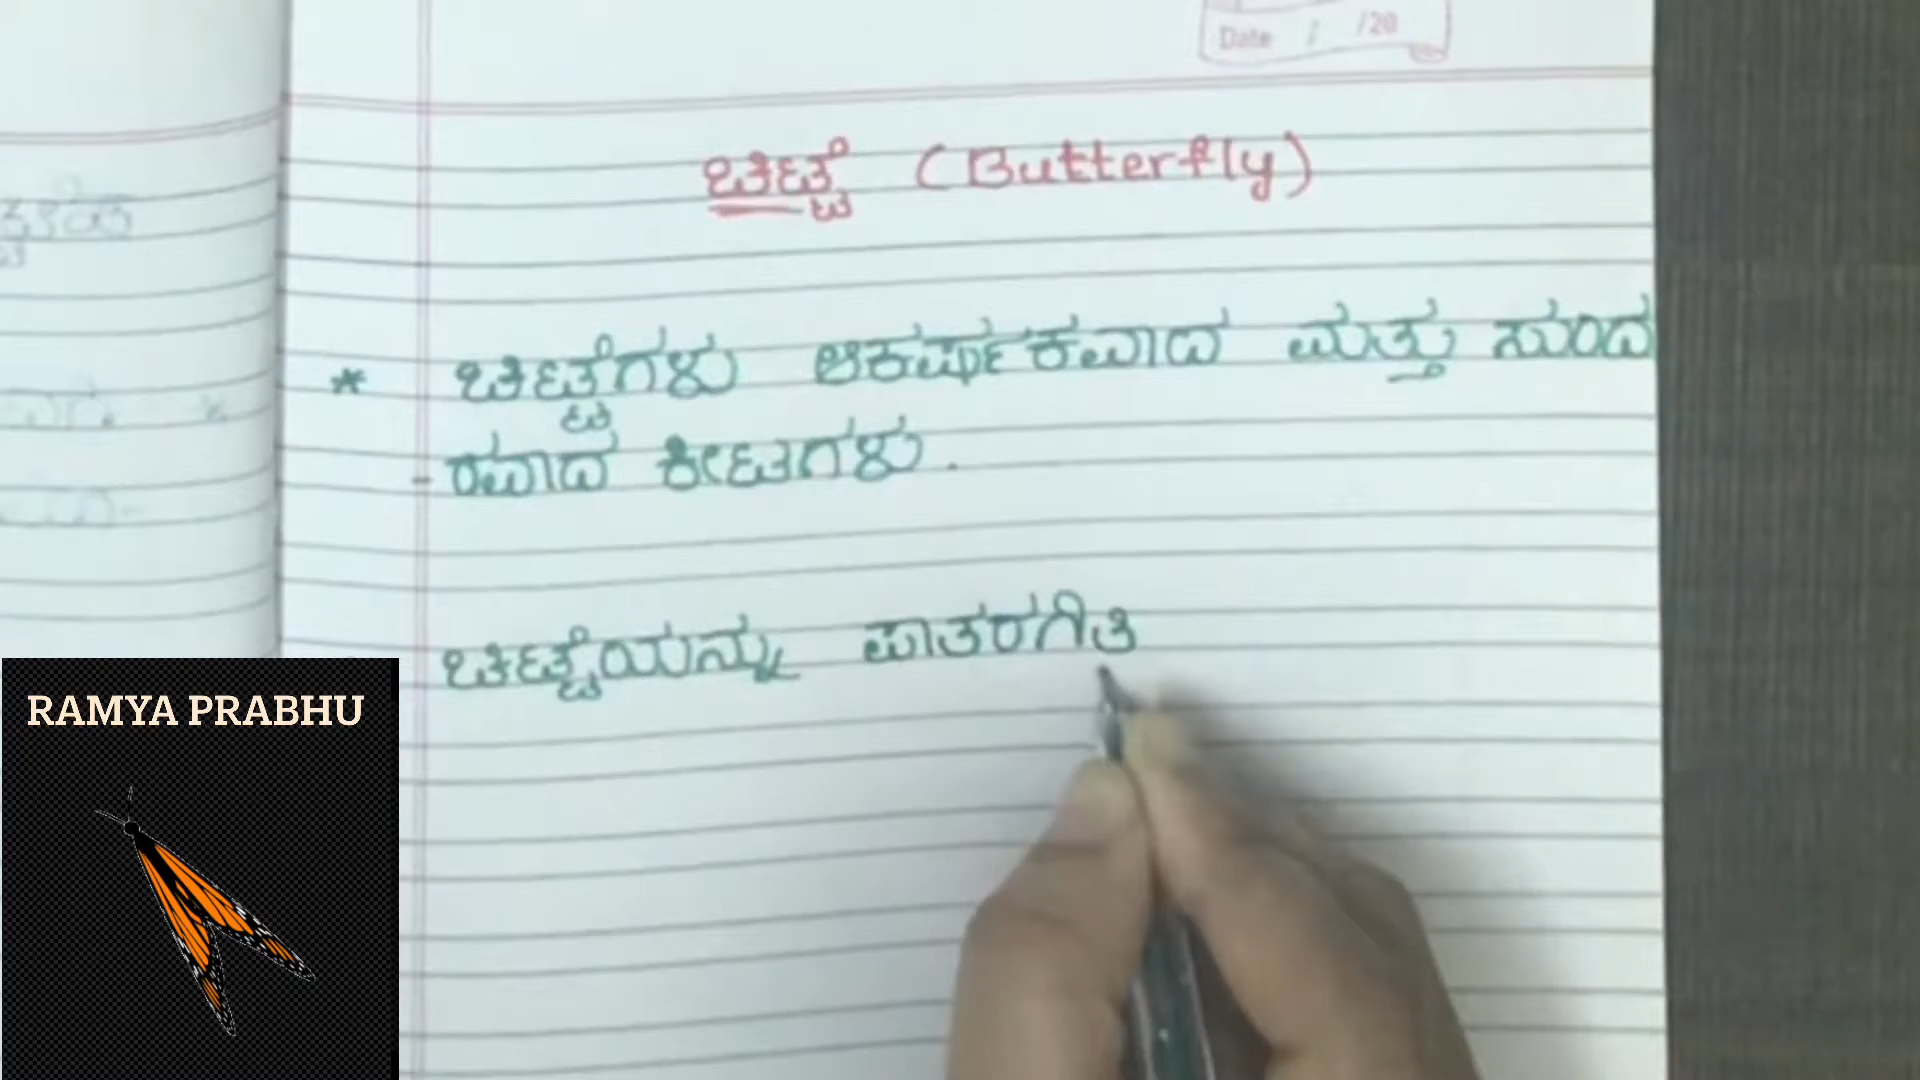 Date / /20
ಚಿಟ್ಟೆ (Butterfly)
* ಚಿಟ್ಟೆಗಳು ಆಕರ್ಷಕವಾದ ಮತ್ತು ಸುಂದ
- ರವಾದ ಕೀಟಗಳು.
ಚಿಟ್ಟೆಯನ್ನು ಪಾತರಗಿತ್ತಿ
RAMYA PRABHU